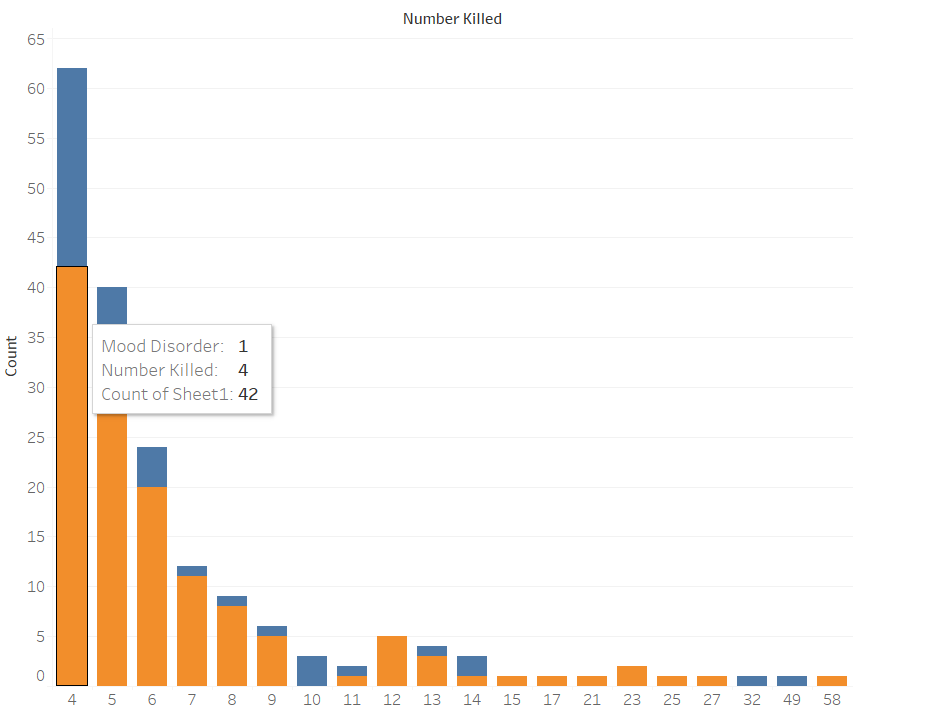 Number Killed
65
60
55
50
45
40
35
30
25
20
15
10
5
0
Count
Mood Disorder: 1
Number Killed: 4
Count of Sheet1: 42
4 5 6 7 8 9 10 11 12 13 14 15 17 21 23 25 27 32 49 58